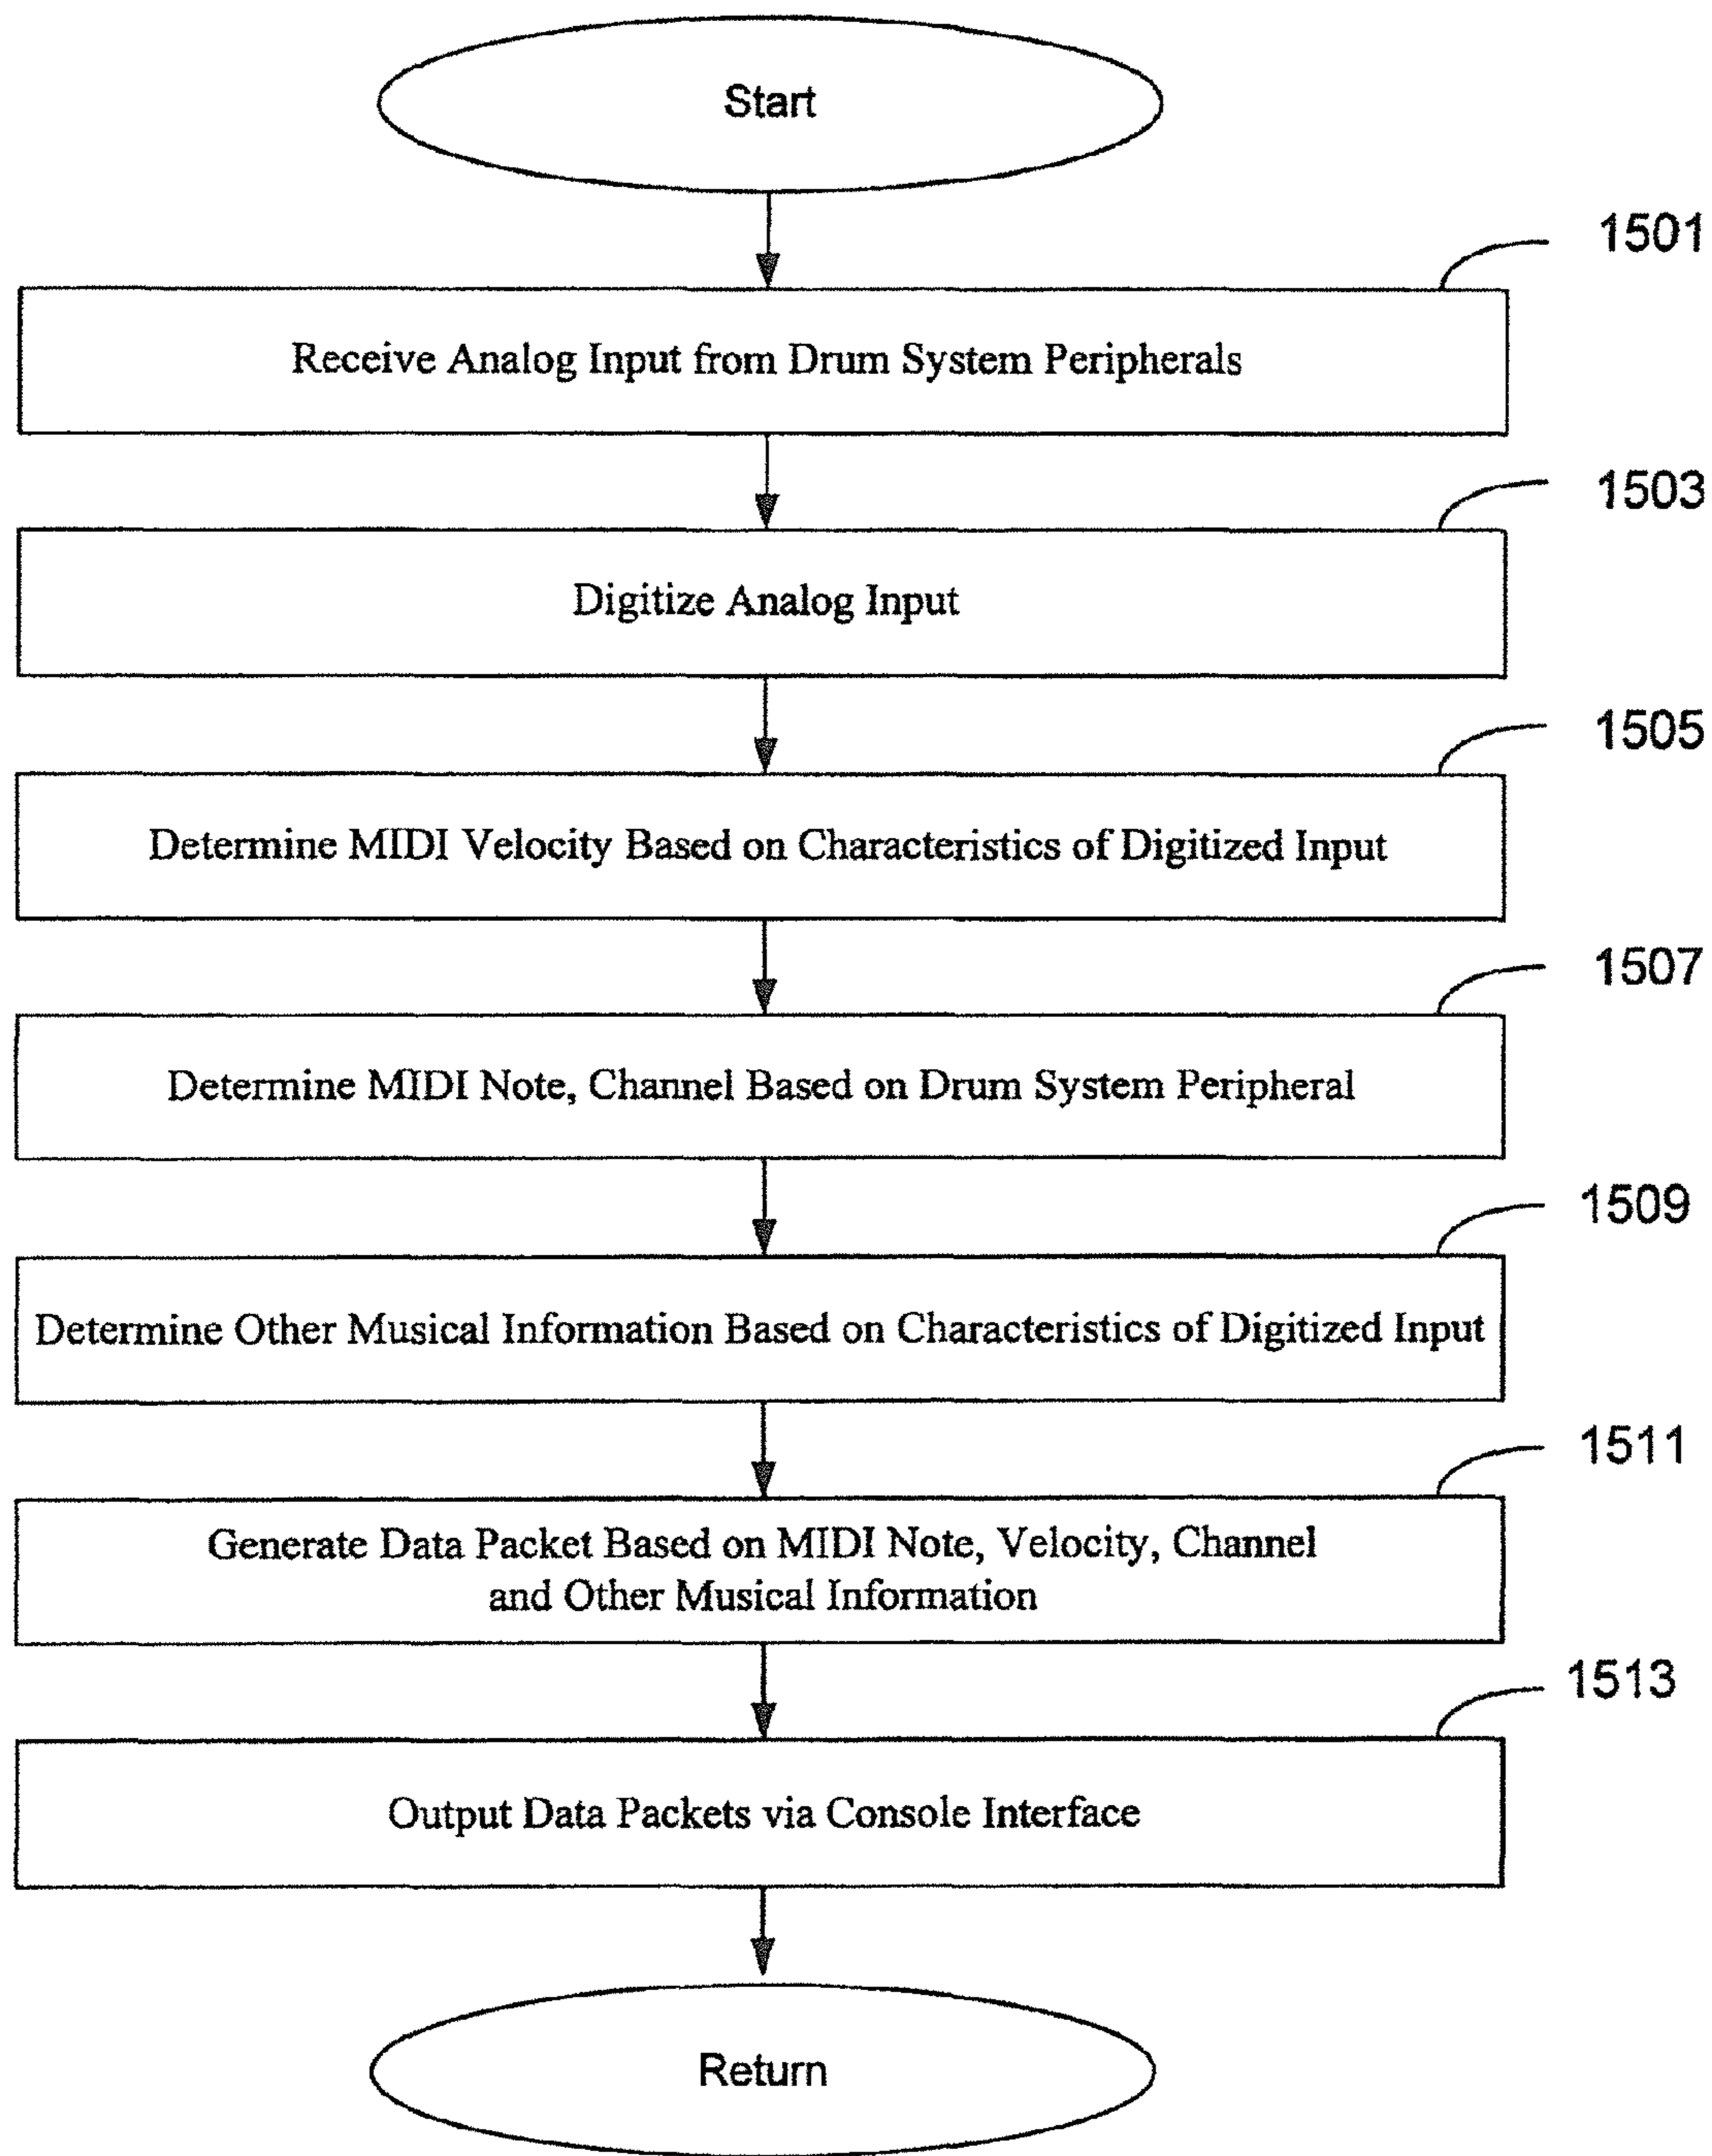 Start
1501
Receive Analog Input from Drum System Peripherals
1503
Digitize Analog Input
1505
Determine MIDI Velocity Based on Characteristics of Digitized Input
1507
Determine MIDI Note, Channel Based on Drum System Peripheral
1509
Determine Other Musical Information Based on Characteristics of Digitized Input
1511
Generate Data Packet Based on MIDI Note, Velocity, Channel
and Other Musical Information
1513
Output Data Packets via Console Interface
Return